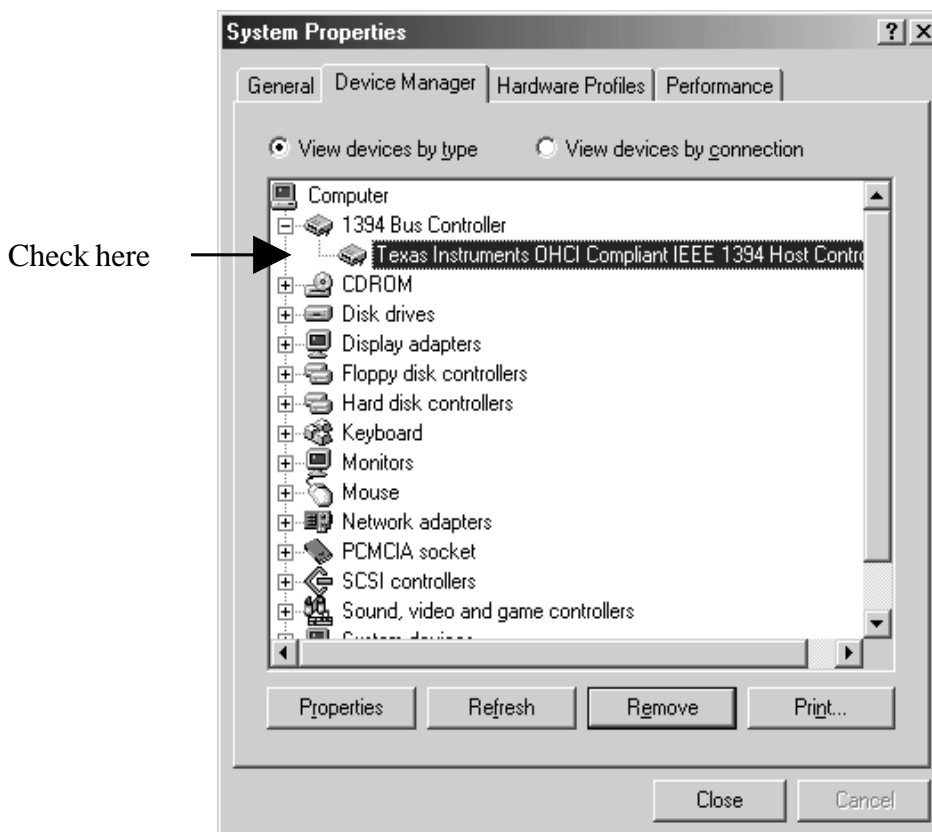 System Properties
General Device Manager Hardware Profiles Performance
View devices by type View devices by connection
Computer
1394 Bus Controller
Check here
Texas Instruments OHCI Compliant IEEE 1394 Host Contro
CDROM
Disk drives
Display adapters
Floppy disk controllers
Hard disk controllers
Keyboard
Monitors
Mouse
Network adapters
PCMCIA socket
SCSI controllers
Sound, video and game controllers
System devices
Properties Refresh Remove Print...
Close Cancel